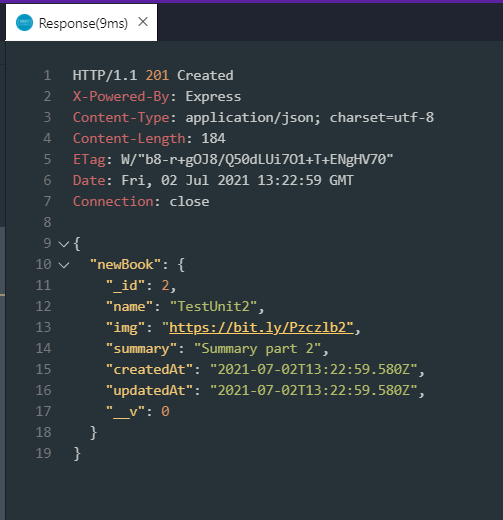 Response(9ms)
1 HTTP/1.1 201 Created
2 X-Powered-By: Express
3 Content-Type: application/json; charset=utf-8
4 Content-Length: 184
5 ETag: W/"b8-r+gOJ8/Q50dLUi7O1+T+ENgHV70"
6 Date: Fri, 02 Jul 2021 13:22:59 GMT
7 Connection: close
8
9 {
10 "newBook": {
11 "_id": 2,
12 "name": "TestUnit2",
13 "img": "https://bit.ly/Pzczlb2",
14 "summary": "Summary part 2",
15 "createdAt": "2021-07-02T13:22:59.580Z",
16 "updatedAt": "2021-07-02T13:22:59.580Z",
17 "__v": 0
18 }
19 }